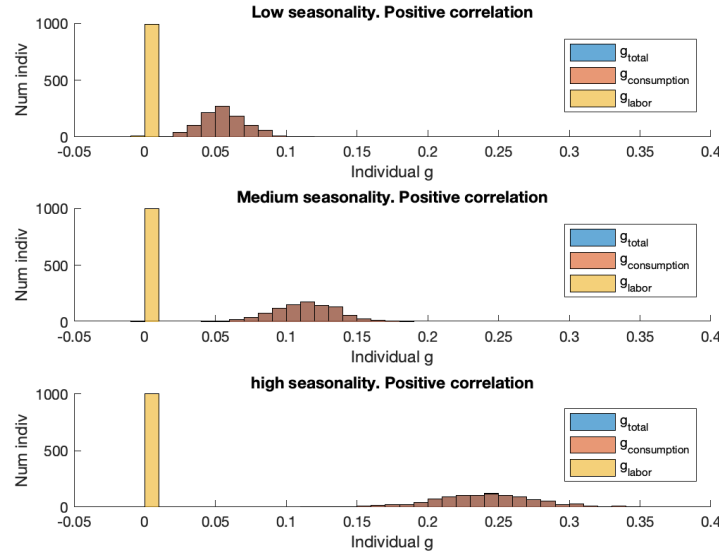 Low seasonality. Positive correlation
1000
500
0
Num indiv
-0.05 0 0.05 0.1 0.15 0.2 0.25 0.3 0.35 0.4
Individual g
g_total
g_consumption
g_labor
Medium seasonality. Positive correlation
1000
500
0
Num indiv
-0.05 0 0.05 0.1 0.15 0.2 0.25 0.3 0.35 0.4
Individual g
g_total
g_consumption
g_labor
high seasonality. Positive correlation
1000
500
0
Num indiv
-0.05 0 0.05 0.1 0.15 0.2 0.25 0.3 0.35 0.4
Individual g
g_total
g_consumption
g_labor